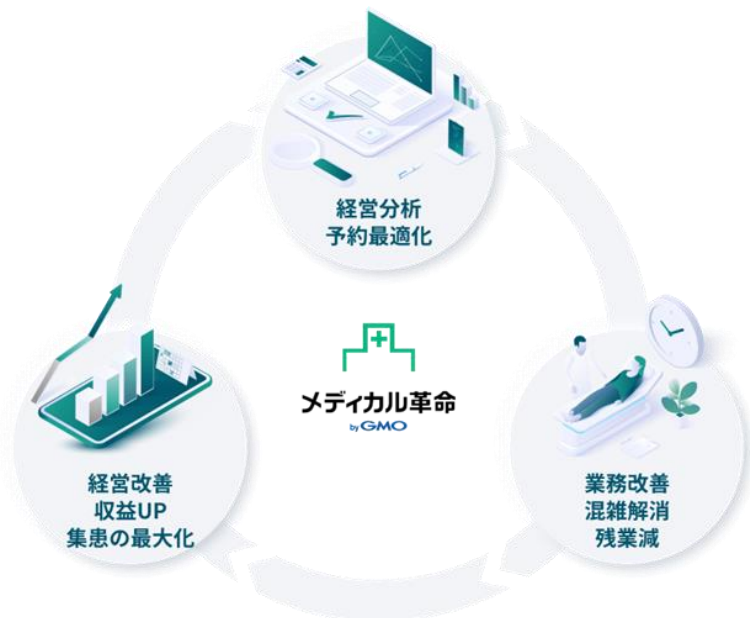 経営分析
予約最適化
メディカル革命
by GMO
経営改善
収益UP
集患の最大化
業務改善
混雑解消
残業減